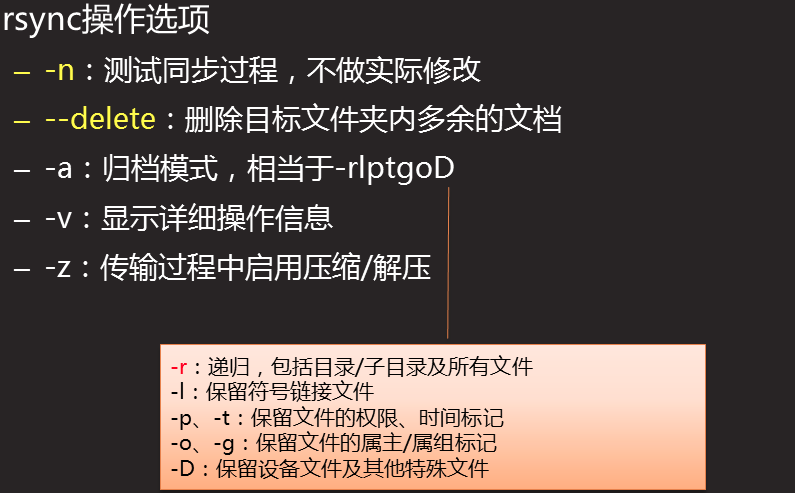 rsync操作选项
– -n：测试同步过程，不做实际修改
– --delete：删除目标文件夹内多余的文档
– -a：归档模式，相当于-rlptgoD
– -v：显示详细操作信息
– -z：传输过程中启用压缩/解压
-r：递归，包括目录/子目录及所有文件
-l：保留符号链接文件
-p、-t：保留文件的权限、时间标记
-o、-g：保留文件的属主/属组标记
-D：保留设备文件及其他特殊文件